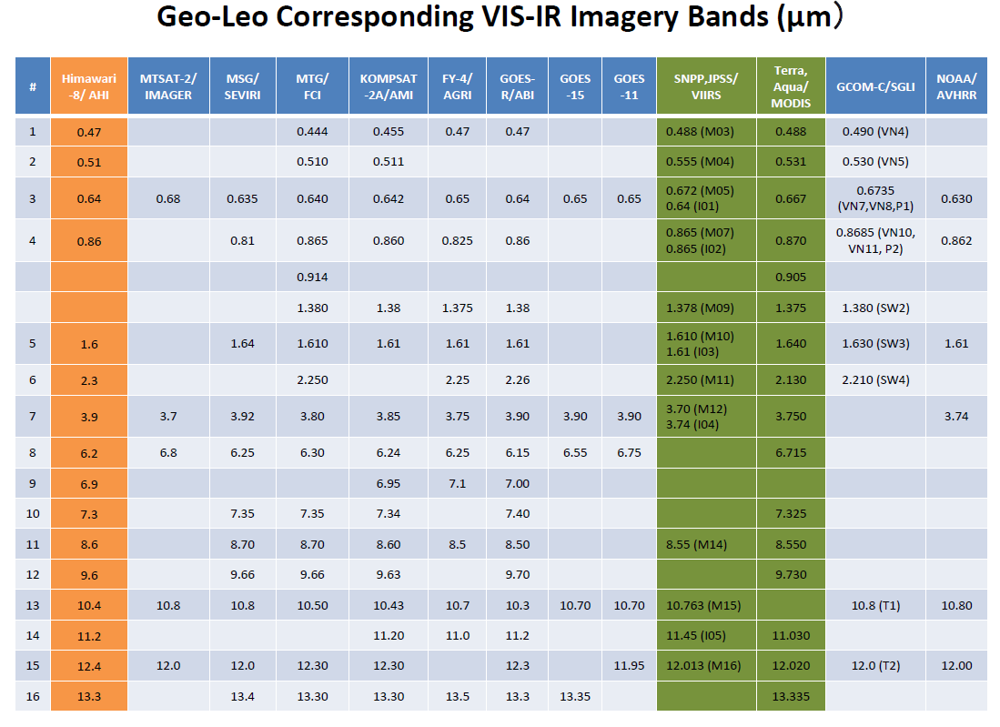 Geo-Leo Corresponding VIS-IR Imagery Bands (μm）
# Himawari-8/ AHI MTSAT-2/ IMAGER MSG/ SEVIRI MTG/ FCI KOMPSAT-2A/AMI FY-4/ AGRI GOES-R/ABI GOES-15 GOES-11 SNPP,JPSS/ VIIRS Terra, Aqua/ MODIS GCOM-C/SGLI NOAA/ AVHRR
1 0.47 0.444 0.455 0.47 0.47 0.488 (M03) 0.488 0.490 (VN4)
2 0.51 0.510 0.511 0.555 (M04) 0.531 0.530 (VN5)
3 0.64 0.68 0.635 0.640 0.642 0.65 0.64 0.65 0.65 0.672 (M05) 0.64 (I01) 0.667 0.6735 (VN7,VN8,P1) 0.630
4 0.86 0.81 0.865 0.860 0.825 0.86 0.865 (M07) 0.865 (I02) 0.870 0.8685 (VN10, VN11, P2) 0.862
0.914 0.905
1.380 1.38 1.375 1.38 1.378 (M09) 1.375 1.380 (SW2)
5 1.6 1.64 1.610 1.61 1.61 1.61 1.610 (M10) 1.61 (I03) 1.640 1.630 (SW3) 1.61
6 2.3 2.250 2.25 2.26 2.250 (M11) 2.130 2.210 (SW4)
7 3.9 3.7 3.92 3.80 3.85 3.75 3.90 3.90 3.90 3.70 (M12) 3.74 (I04) 3.750 3.74
8 6.2 6.8 6.25 6.30 6.24 6.25 6.15 6.55 6.75 6.715
9 6.9 6.95 7.1 7.00
10 7.3 7.35 7.35 7.34 7.40 7.325
11 8.6 8.70 8.70 8.60 8.5 8.50 8.55 (M14) 8.550
12 9.6 9.66 9.66 9.63 9.70 9.730
13 10.4 10.8 10.8 10.50 10.43 10.7 10.3 10.70 10.70 10.763 (M15) 10.8 (T1) 10.80
14 11.2 11.20 11.0 11.2 11.45 (I05) 11.030
15 12.4 12.0 12.0 12.30 12.30 12.3 11.95 12.013 (M16) 12.020 12.0 (T2) 12.00
16 13.3 13.4 13.30 13.30 13.5 13.3 13.35 13.335